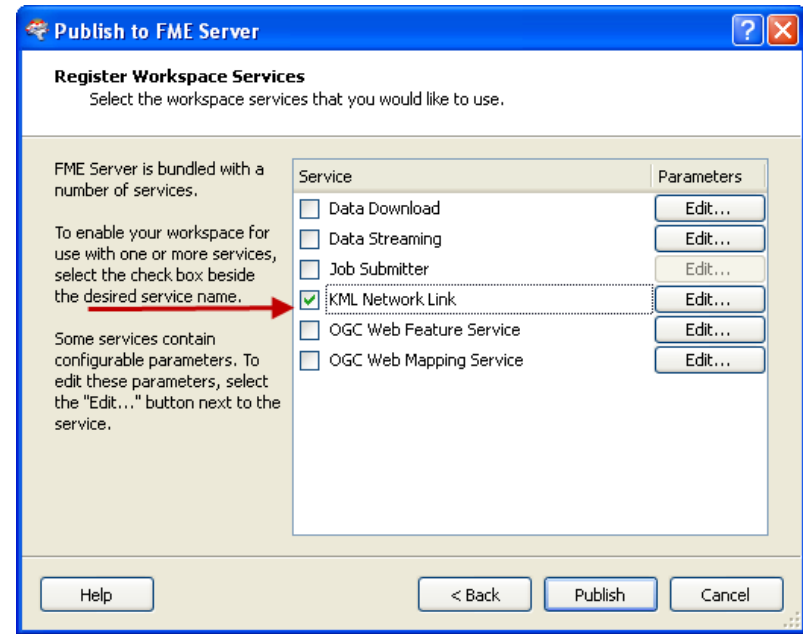 Publish to FME Server
Register Workspace Services
Select the workspace services that you would like to use.
FME Server is bundled with a
number of services.
To enable your workspace for
use with one or more services,
select the check box beside
the desired service name.
Some services contain
configurable parameters. To
edit these parameters, select
the "Edit..." button next to the
service.
Service Parameters
Data Download Edit...
Data Streaming Edit...
Job Submitter Edit...
KML Network Link Edit...
OGC Web Feature Service Edit...
OGC Web Mapping Service Edit...
Help < Back Publish Cancel